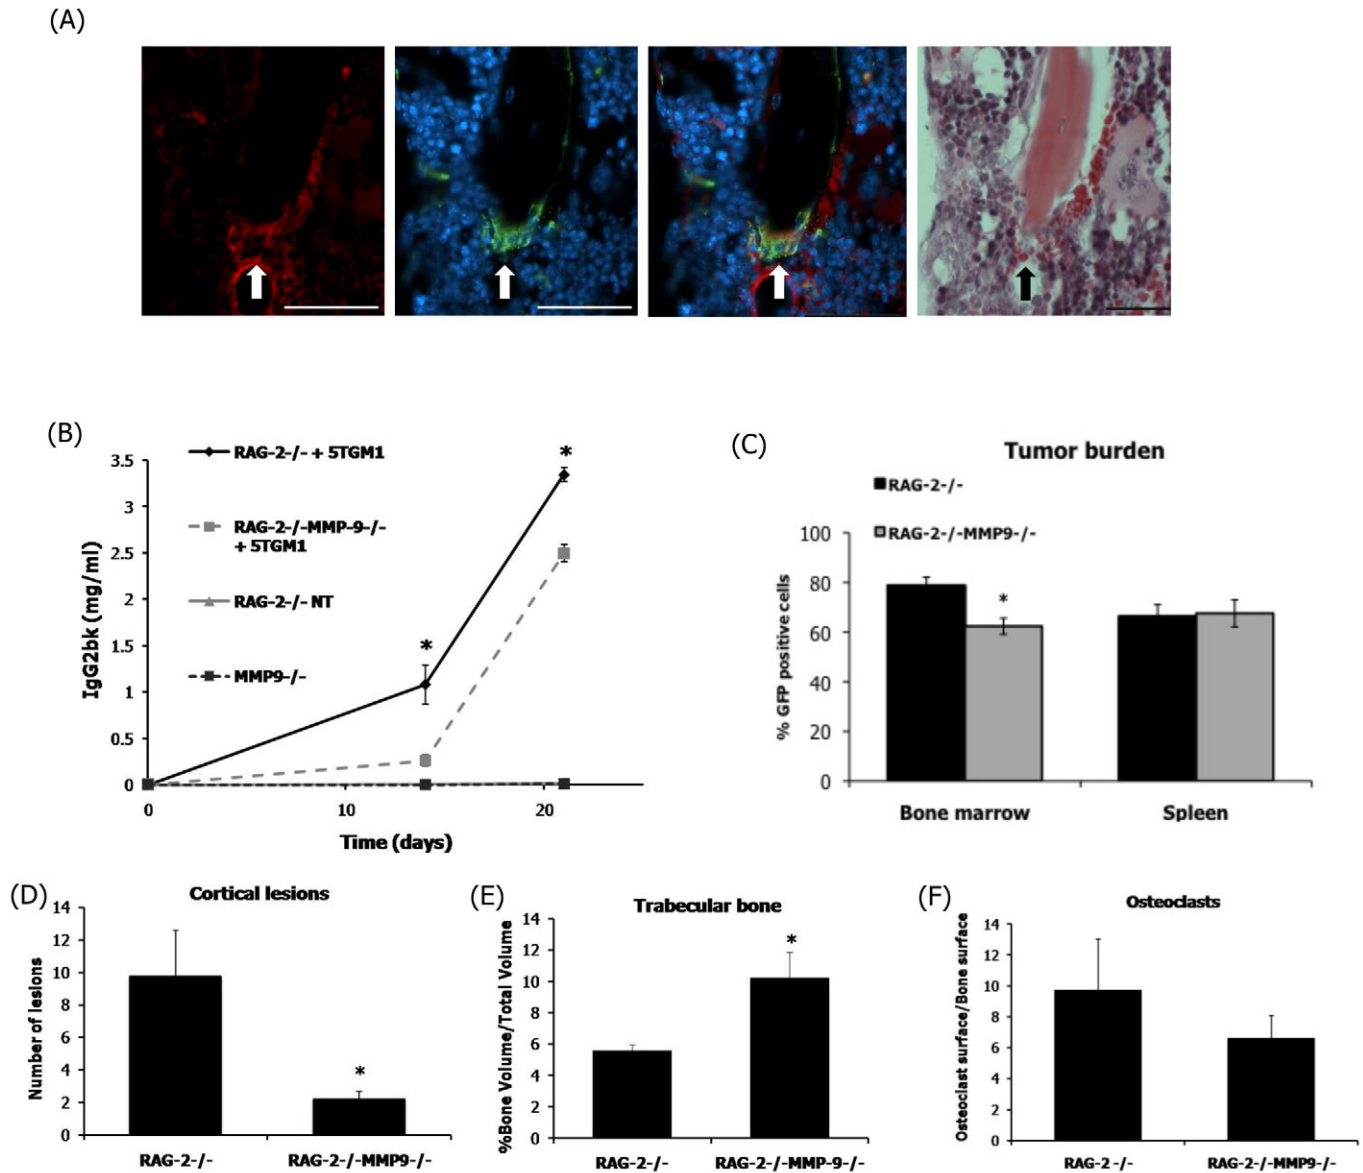 (A)
(B)
RAG-2-/- + 5TGM1
RAG-2-/-MMP-9-/-
+ 5TGM1
RAG-2-/- NT
MMP9-/-
IgG2bk (mg/ml)
3.5
3
2.5
2
1.5
1
0.5
0
*
*
0
10
20
Time (days)
(C)
Tumor burden
RAG-2-/-
RAG-2-/-MMP9-/-
% GFP positive cells
100
80
60
40
20
0
*
Bone marrow
Spleen
(D)
Cortical lesions
Number of lesions
14
12
10
8
6
4
2
0
*
RAG-2-/-
RAG-2-/-MMP9-/-
(E)
Trabecular bone
%Bone Volume/Total Volume
14
12
10
8
6
4
2
0
*
RAG-2-/-
RAG-2-/-MMP-9-/-
(F)
Osteoclasts
Osteoclast surface/Bone surface
14
12
10
8
6
4
2
0
RAG-2 -/-
RAG-2-/-MMP9-/-